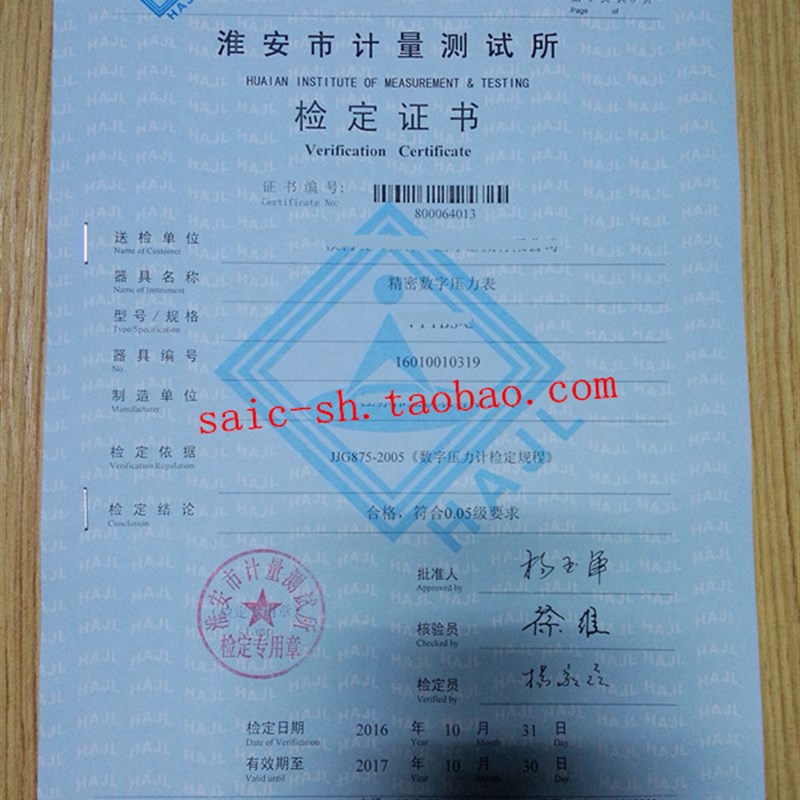 HAJL
Page of
淮安市计量测试所
HUAIAN INSTITUTE OF MEASUREMENT & TESTING
检定证书
Verification Certificate
证书编号:
Certificate No.
800064013
送检单位
Name of Customer
器具名称 精密数字压力表
Name of Instrument
型号/规格
Type/Specification
器具编号 16010010319
No.
制造单位
Manufacturer
saic-sh.taobao.com
检定依据 JJG875-2005《数字压力计检定规程》
Verification Regulation
HAJL
检定结论 合格，符合0.05级要求
Conclusion
淮安市计量测试所
检定专用章
批准人
Approved by
核验员
Checked by
检定员
Verified by
检定日期 2016 年 10 月 31 日
Date of Verification Year Month Day
有效期至 2017 年 10 月 30 日
Valid until Year Month Day